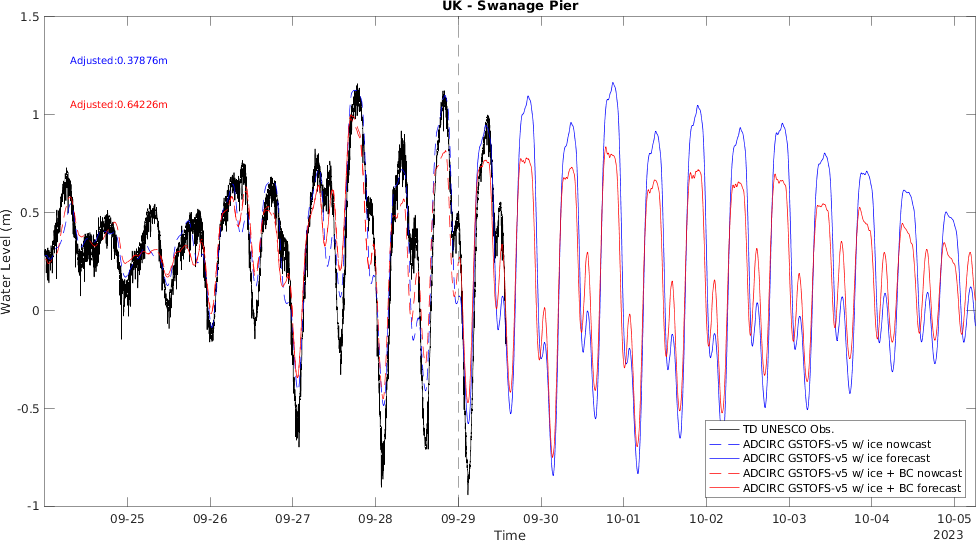 UK - Swanage Pier
Adjusted:0.37876m
Adjusted:0.64226m
Water Level (m)
1.5
1
0.5
0
-0.5
-1
TD UNESCO Obs.
ADCIRC GSTOFS-v5 w/ ice nowcast
ADCIRC GSTOFS-v5 w/ ice forecast
ADCIRC GSTOFS-v5 w/ ice + BC nowcast
ADCIRC GSTOFS-v5 w/ ice + BC forecast
09-25 09-26 09-27 09-28 09-29 09-30 10-01 10-02 10-03 10-04 10-05
2023
Time